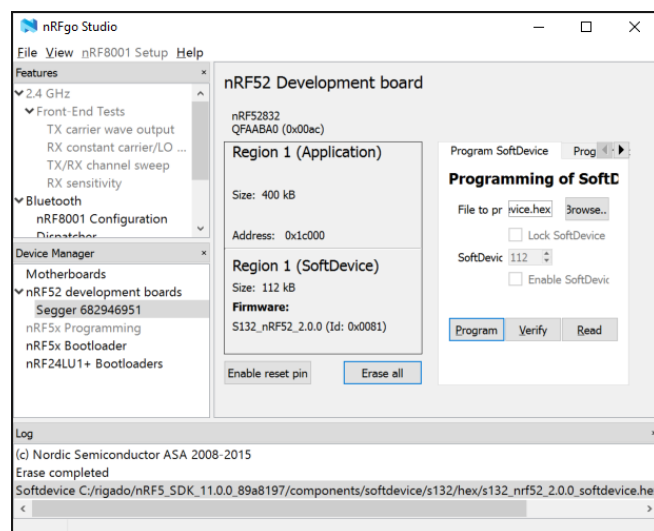 nRFgo Studio
File View nRF8001 Setup Help
Features
2.4 GHz
Front-End Tests
TX carrier wave output
RX constant carrier/LO ...
TX/RX channel sweep
RX sensitivity
Bluetooth
nRF8001 Configuration
Dispatcher
Device Manager
Motherboards
nRF52 development boards
Segger 682946951
nRF5x Programming
nRF5x Bootloader
nRF24LU1+ Bootloaders
nRF52 Development board
nRF52832
QFAABA0 (0x00ac)
Region 1 (Application)
Size: 400 kB
Address: 0x1c000
Region 1 (SoftDevice)
Size: 112 kB
Firmware:
S132_nRF52_2.0.0 (Id: 0x0081)
Enable reset pin Erase all
Program SoftDevice Prog
Programming of SoftD
File to pr evice.hex Browse..
Lock SoftDevice
SoftDevic 112
Enable SoftDevic
Program Verify Read
Log
(c) Nordic Semiconductor ASA 2008-2015
Erase completed
Softdevice C:/rigado/nRF5_SDK_11.0.0_89a8197/components/softdevice/s132/hex/s132_nrf52_2.0.0_softdevice.he